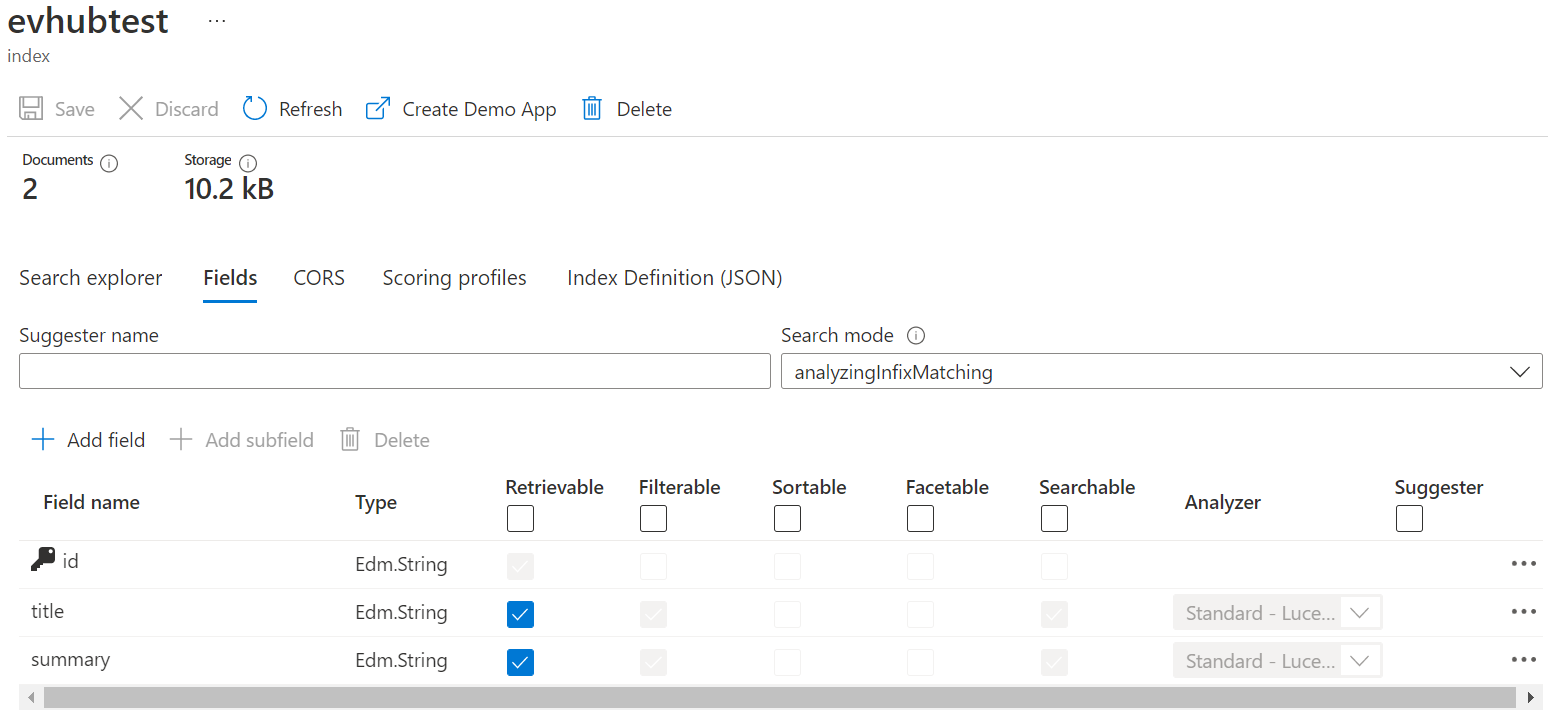 evhubtest ...
index
Save Discard Refresh Create Demo App Delete
Documents Storage
2 10.2 kB
Search explorer Fields CORS Scoring profiles Index Definition (JSON)
Suggester name Search mode
analyzingInfixMatching
Add field Add subfield Delete
Field name Type Retrievable Filterable Sortable Facetable Searchable Analyzer Suggester
id Edm.String
title Edm.String Standard - Luce...
summary Edm.String Standard - Luce...